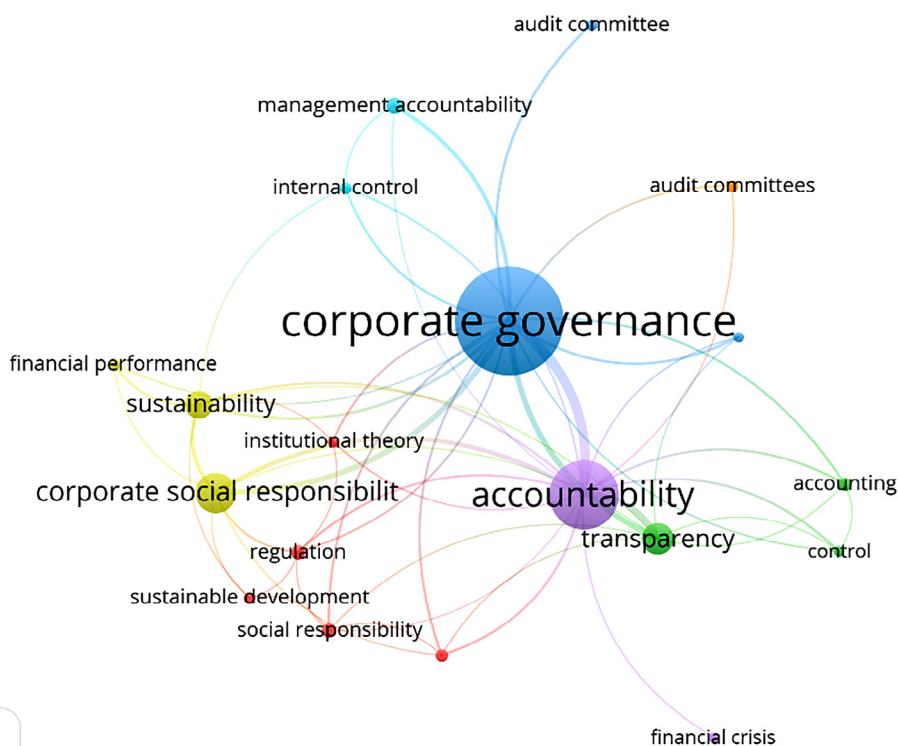 audit committee
management accountability
internal control
audit committees
corporate governance
financial performance
sustainability
institutional theory
corporate social responsibilit
accountability
accounting
transparency
regulation
control
sustainable development
social responsibility
financial crisis